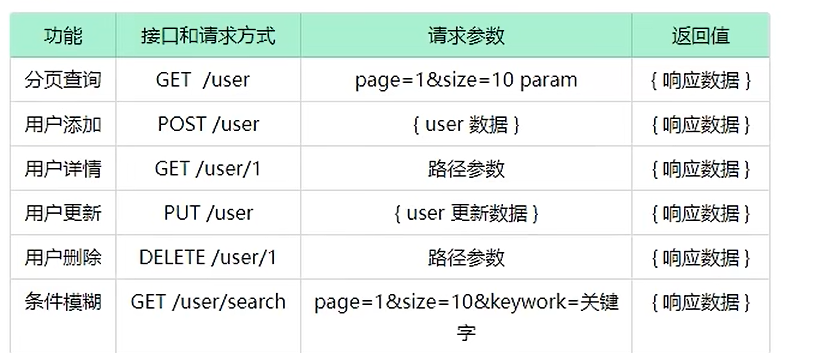 功能 接口和请求方式 请求参数 返回值
分页查询 GET /user page=1&size=10 param { 响应数据 }
用户添加 POST /user { user 数据 } { 响应数据 }
用户详情 GET /user/1 路径参数 { 响应数据 }
用户更新 PUT /user { user 更新数据 } { 响应数据 }
用户删除 DELETE /user/1 路径参数 { 响应数据 }
条件模糊 GET /user/search page=1&size=10&keywork=关键 { 响应数据 }
字